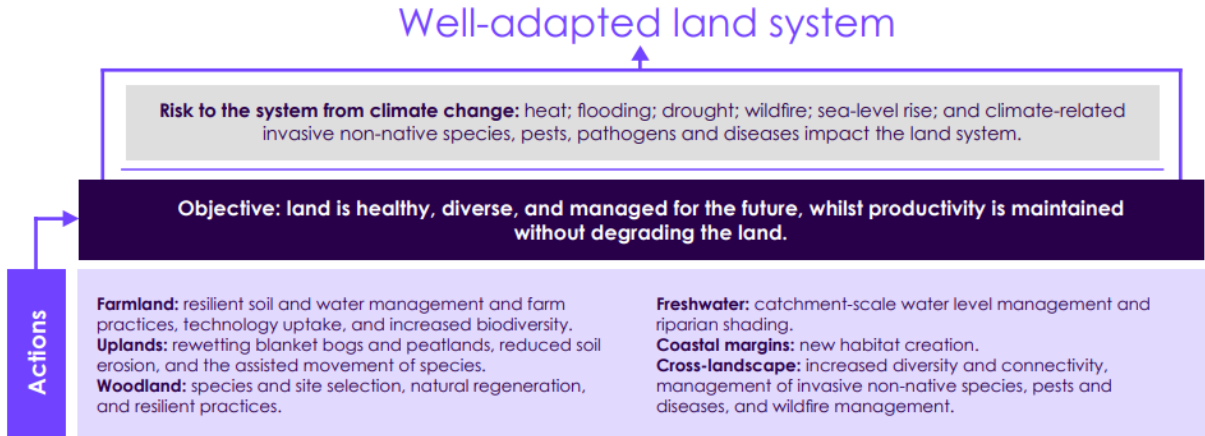 Well-adapted land system
Risk to the system from climate change: heat; flooding; drought; wildfire; sea-level rise; and climate-related
invasive non-native species, pests, pathogens and diseases impact the land system.
Objective: land is healthy, diverse, and managed for the future, whilst productivity is maintained
without degrading the land.
Actions
Farmland: resilient soil and water management and farm
practices, technology uptake, and increased biodiversity.
Uplands: rewetting blanket bogs and peatlands, reduced soil
erosion, and the assisted movement of species.
Woodland: species and site selection, natural regeneration,
and resilient practices.
Freshwater: catchment-scale water level management and
riparian shading.
Coastal margins: new habitat creation.
Cross-landscape: increased diversity and connectivity,
management of invasive non-native species, pests and
diseases, and wildfire management.